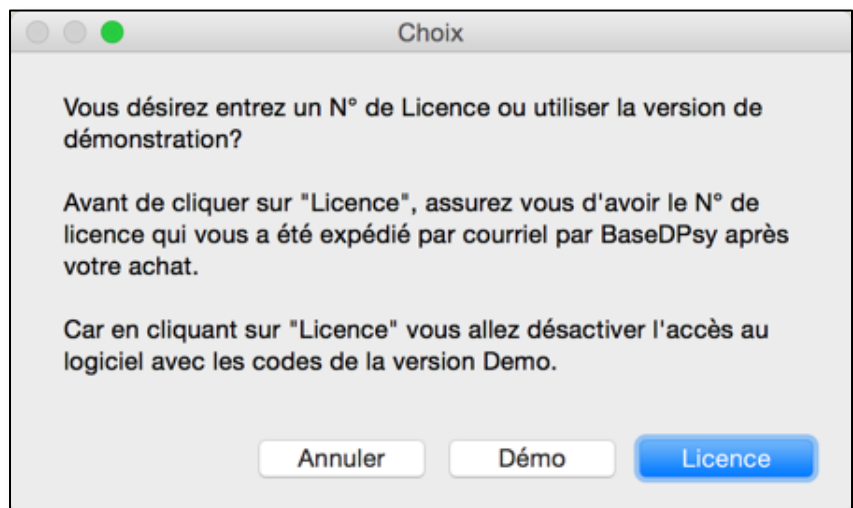 Choix
Vous désirez entrez un N° de Licence ou utiliser la version de
démonstration?
Avant de cliquer sur "Licence", assurez vous d'avoir le N° de
licence qui vous a été expédié par courriel par BaseDPsy après
votre achat.
Car en cliquant sur "Licence" vous allez désactiver l'accès au
logiciel avec les codes de la version Demo.
Annuler Démo Licence